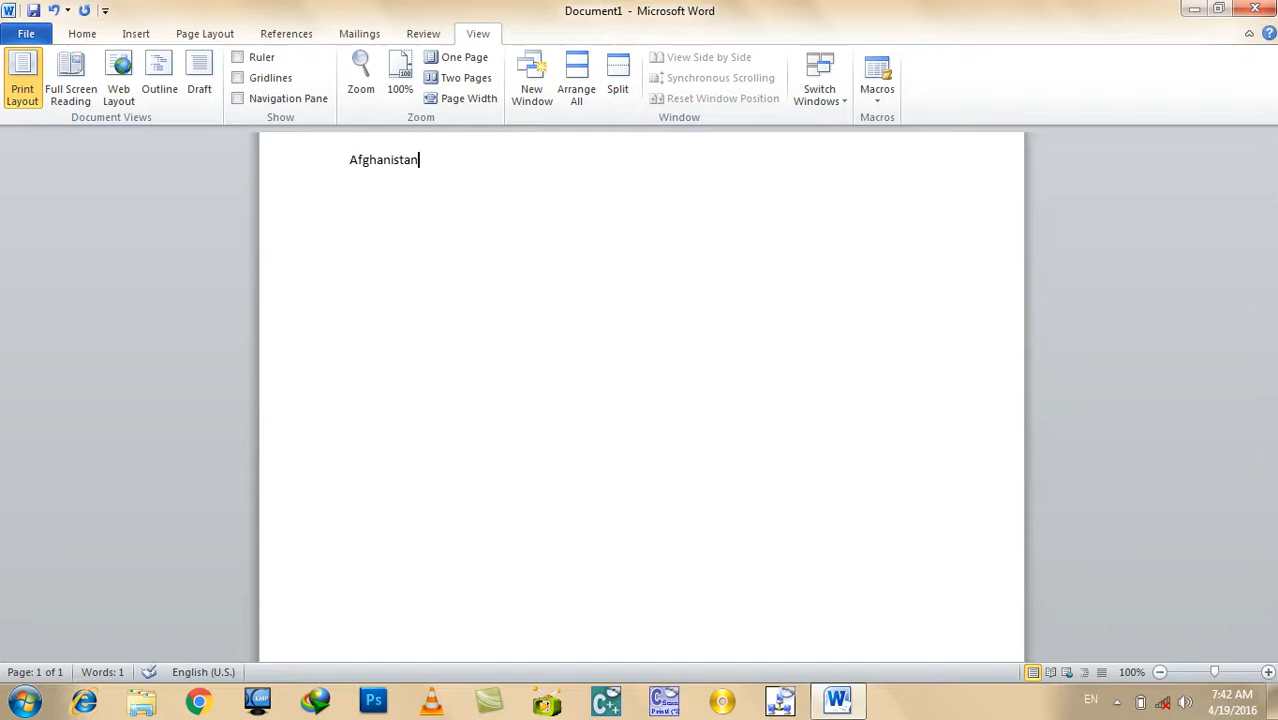 Document1 - Microsoft Word
File Home Insert Page Layout References Mailings Review View
Print Layout
Full Screen Reading
Web Layout
Outline
Draft
Document Views
Ruler
Gridlines
Navigation Pane
Show
Zoom
100
100%
One Page
Two Pages
Page Width
Zoom
New Window
Arrange All
Split
View Side by Side
Synchronous Scrolling
Reset Window Position
Window
Switch Windows
Macros
Macros
Afghanistan
Page: 1 of 1 Words: 1 English (U.S.) 100%
EN 7:42 AM
4/19/2016